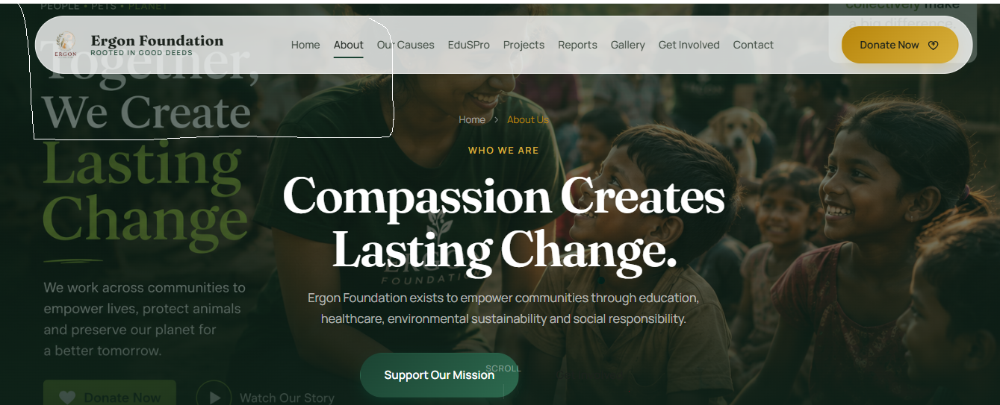 PEOPLE • PETS • PLANET
collectively make
a big difference.
ERGON
Ergon Foundation
ROOTED IN GOOD DEEDS
Home About Our Causes EduSPro Projects Reports Gallery Get Involved Contact
Donate Now
Together,
We Create
Lasting
Change
We work across communities to
empower lives, protect animals
and preserve our planet for
a better tomorrow.
Donate Now
Watch Our Story
Home > About Us
WHO WE ARE
Compassion Creates
Lasting Change.
FOUNDATION
Ergon Foundation exists to empower communities through education,
healthcare, environmental sustainability and social responsibility.
Support Our Mission
SCROLL